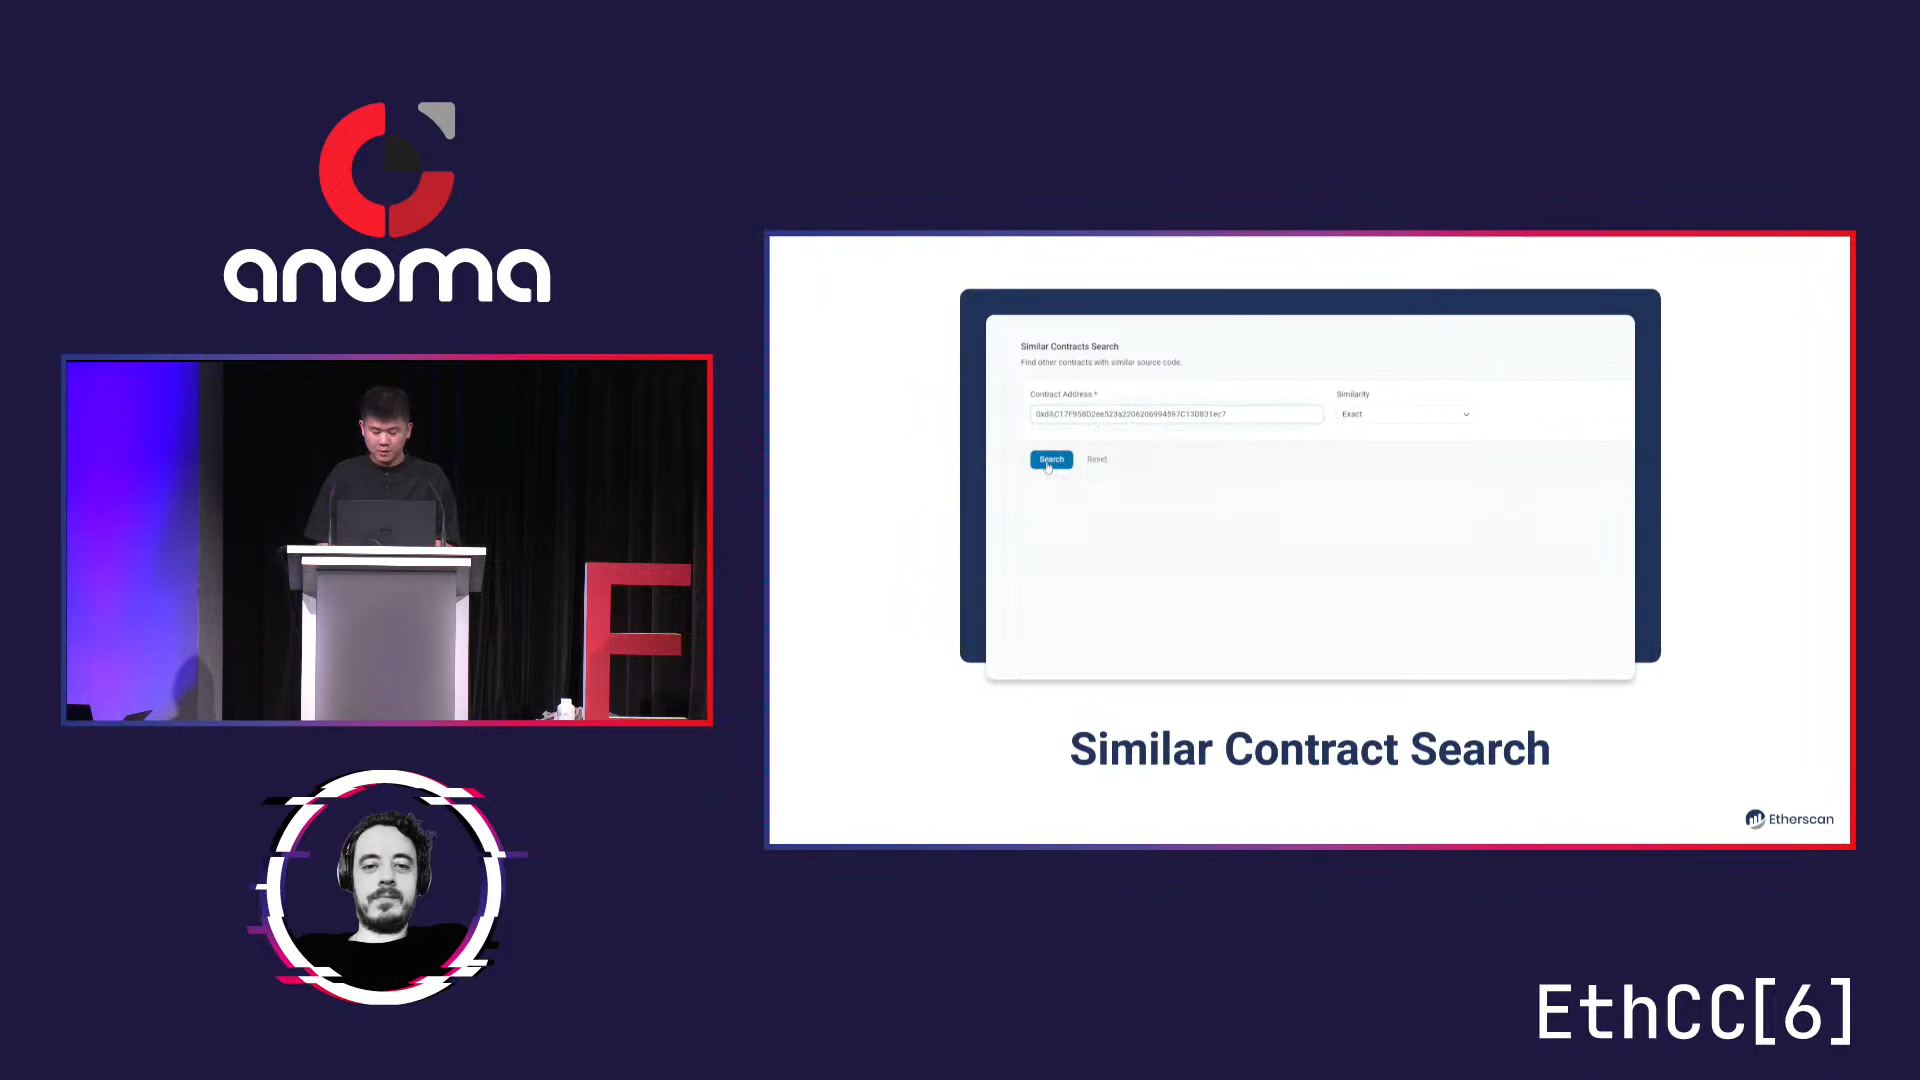 anoma
E
Similar Contracts Search
Find other contracts with similar source code.
Contract Address *
Similarity
0xdAC17F958D2ee523a2206206994597C13D831ec7
Exact
Search
Reset
Similar Contract Search
Etherscan
EthCC[6]